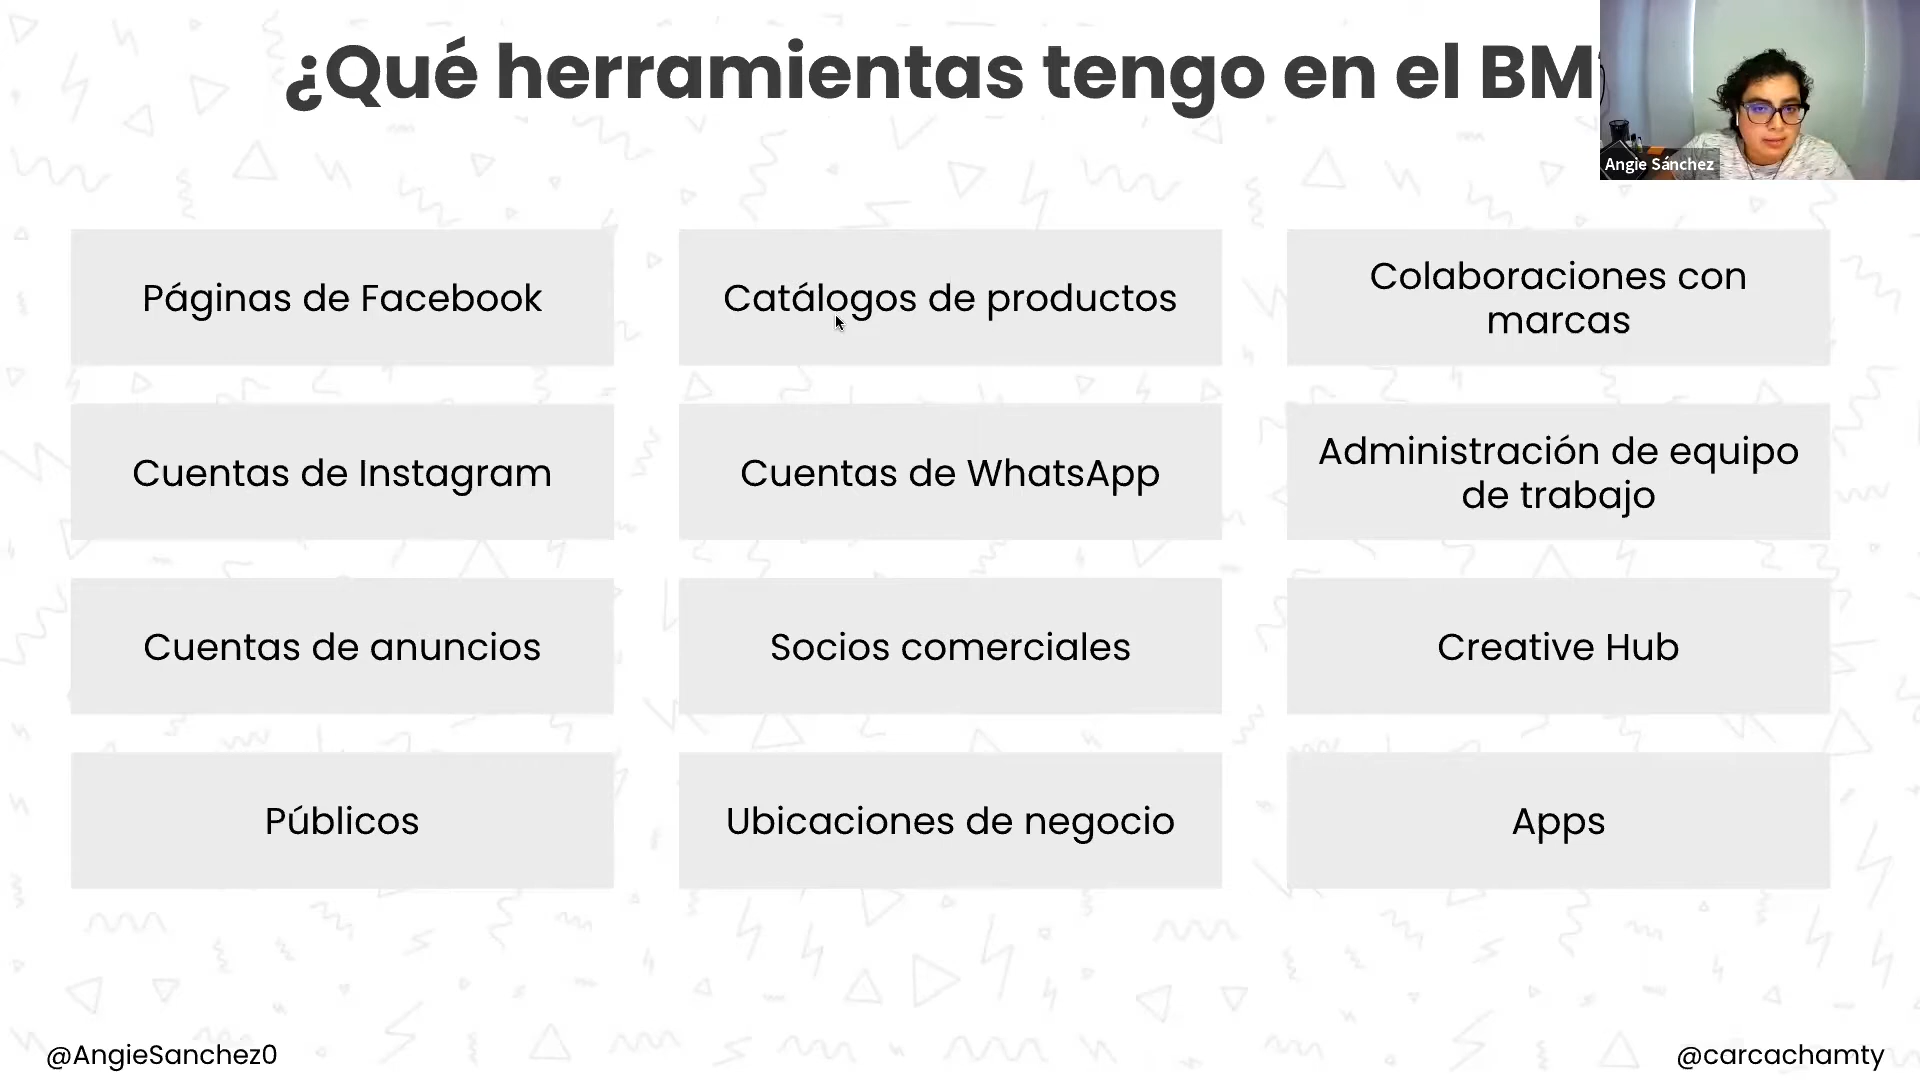 ¿Qué herramientas tengo en el BM?
Angie Sánchez
Páginas de Facebook
Catálogos de productos
Colaboraciones con
marcas
Cuentas de Instagram
Cuentas de WhatsApp
Administración de equipo
de trabajo
Cuentas de anuncios
Socios comerciales
Creative Hub
Públicos
Ubicaciones de negocio
Apps
@AngieSanchez0
@carcachamty